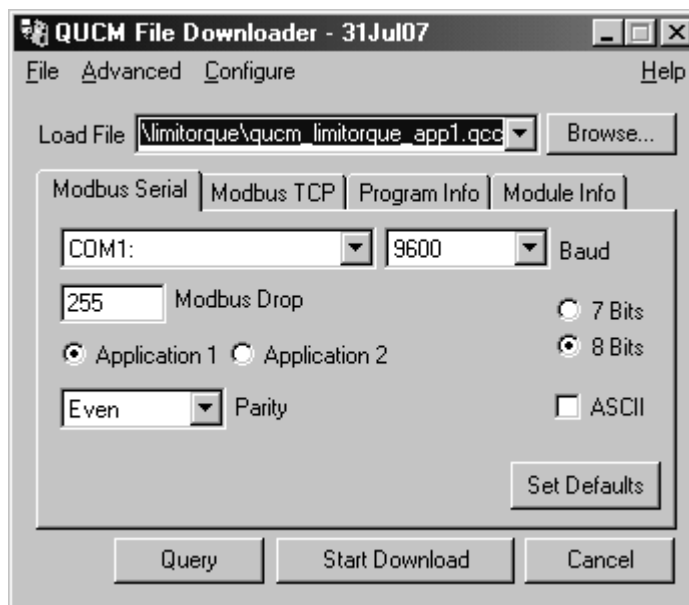 QUCM File Downloader - 31Jul07
File Advanced Configure Help
Load File \limitorque\qucm_limitorque_app1.qcc Browse...
Modbus Serial Modbus TCP Program Info Module Info
COM1: 9600 Baud
255 Modbus Drop 7 Bits
Application 1 Application 2 8 Bits
Even Parity ASCII
Set Defaults
Query Start Download Cancel